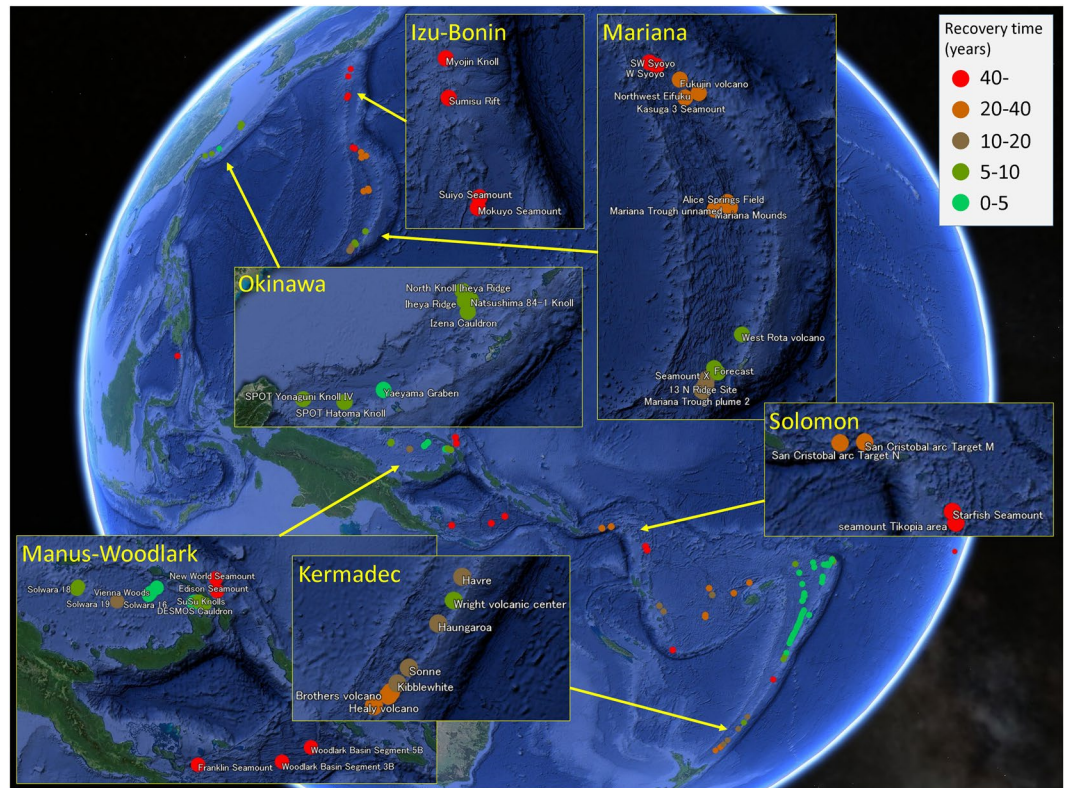 Izu-Bonin
Myojin Knoll
Sumisu Rift
Suiyo Seamount
Mokuyo Seamount
Mariana
SW Syoyo
W Syoyo
Fukujin volcano
Northwest Eifuku
Kasuga 3 Seamount
Alice Springs Field
Mariana Trough unnamed
Mariana Mounds
West Rota volcano
Forecast
Seamount X
13 N Ridge Site
Mariana Trough plume 2
Recovery time
(years)
40-
20-40
10-20
5-10
0-5
Okinawa
North Knoll Iheya Ridge
Iheya Ridge
Natsushima 84-1 Knoll
Izena Cauldron
Yaeyama Graben
SPOT Yonaguni Knoll IV
SPOT Hatoma Knoll
Solomon
San Cristobal arc Target M
San Cristobal arc Target N
Starfish Seamount
seamount Tikopia area
Manus-Woodlark
New World Seamount
Solwara 18
Vienna Woods
Edison Seamount
Solwara 19
Solwara 16
SuSu Knolls
DESMOS Cauldron
Woodlark Basin Segment 5B
Franklin Seamount
Woodlark Basin Segment 3B
Kermadec
Havre
Wright volcanic center
Haungaroa
Sonne
Kibblewhite
Brothers volcano
Healy volcano